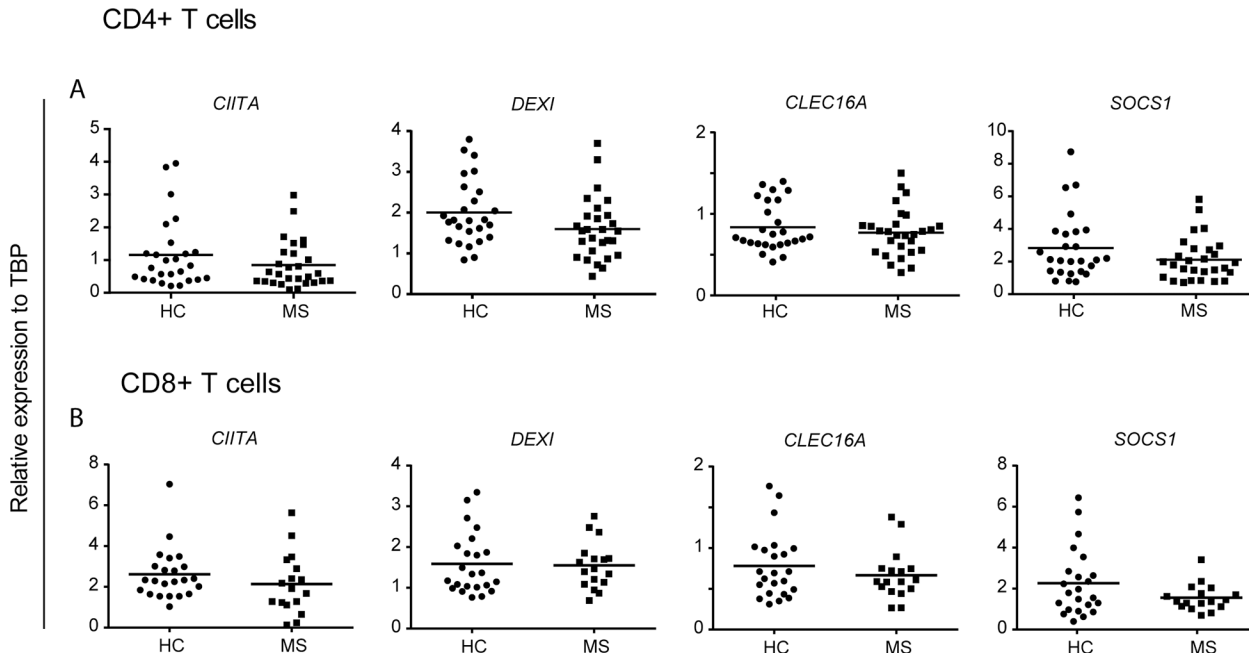 CD4+ T cells
A
CIITA
DEXI
CLEC16A
SOCS1
5
4
3
2
1
0
HC
MS
4
3
2
1
0
HC
MS
2
1
0
HC
MS
10
8
6
4
2
0
HC
MS
Relative expression to TBP
CD8+ T cells
B
CIITA
DEXI
CLEC16A
SOCS1
8
6
4
2
0
HC
MS
4
3
2
1
0
HC
MS
2
1
0
HC
MS
8
6
4
2
0
HC
MS